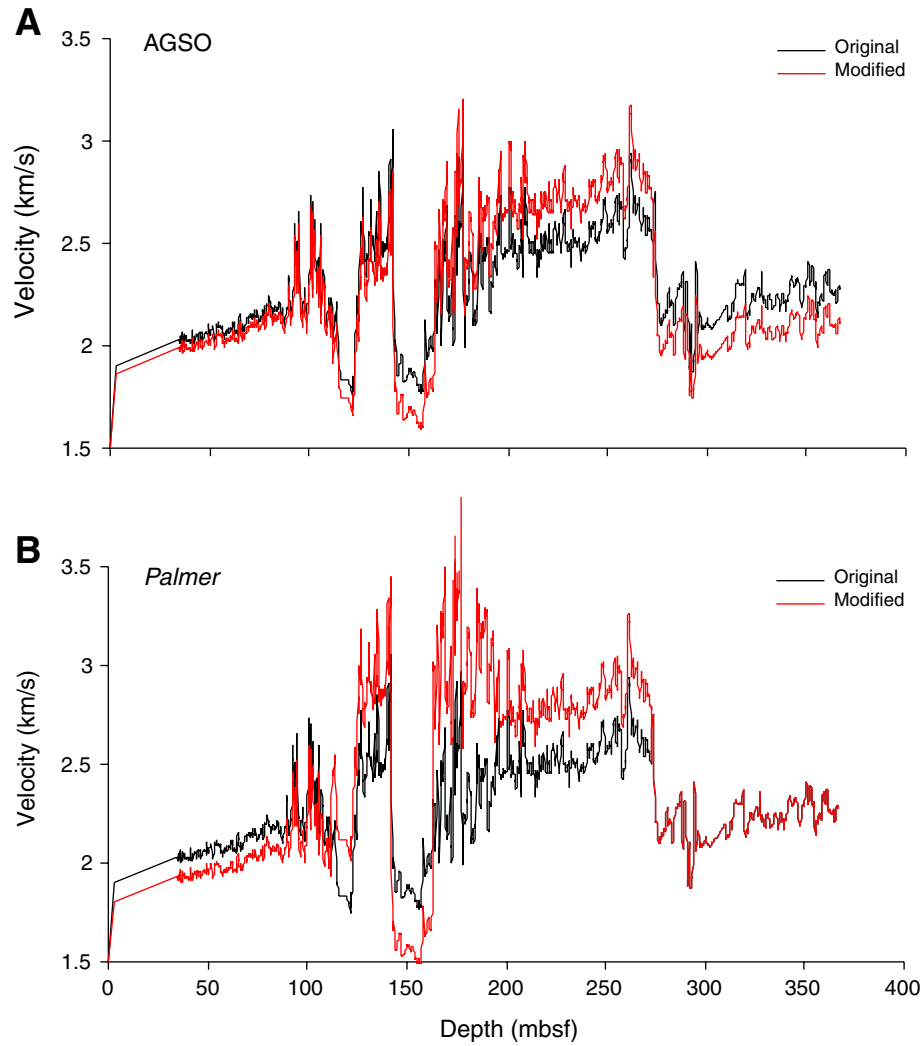 A
AGSO
Original
Modified
3.5
3
2.5
2
1.5
Velocity (km/s)
B
Palmer
Original
Modified
3.5
3
2.5
2
1.5
Velocity (km/s)
0 50 100 150 200 250 300 350 400
Depth (mbsf)